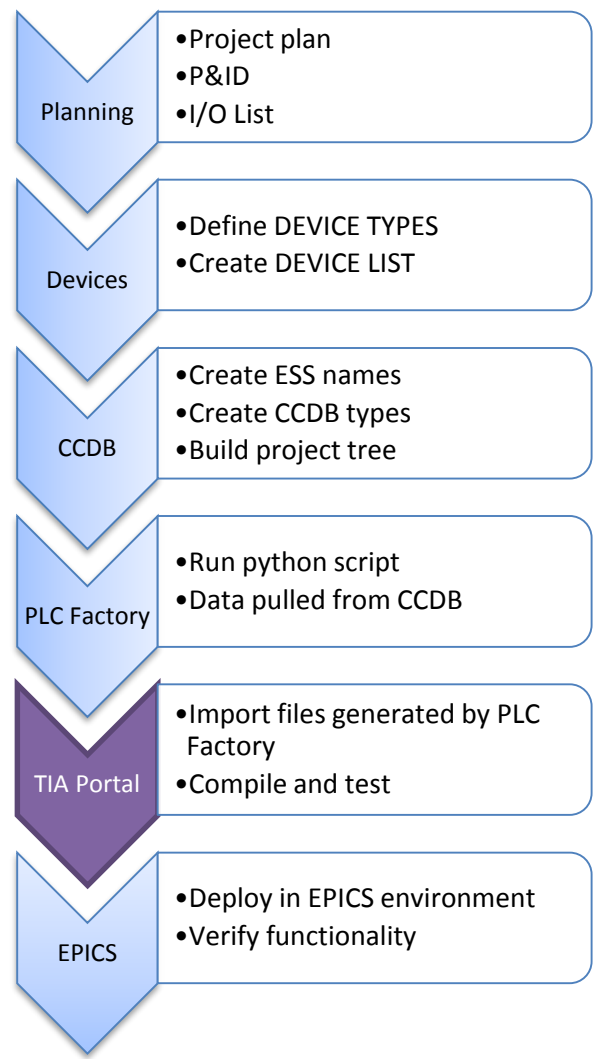 Planning
•Project plan
•P&ID
•I/O List
Devices
•Define DEVICE TYPES
•Create DEVICE LIST
CCDB
•Create ESS names
•Create CCDB types
•Build project tree
PLC Factory
•Run python script
•Data pulled from CCDB
TIA Portal
•Import files generated by PLC
Factory
•Compile and test
EPICS
•Deploy in EPICS environment
•Verify functionality